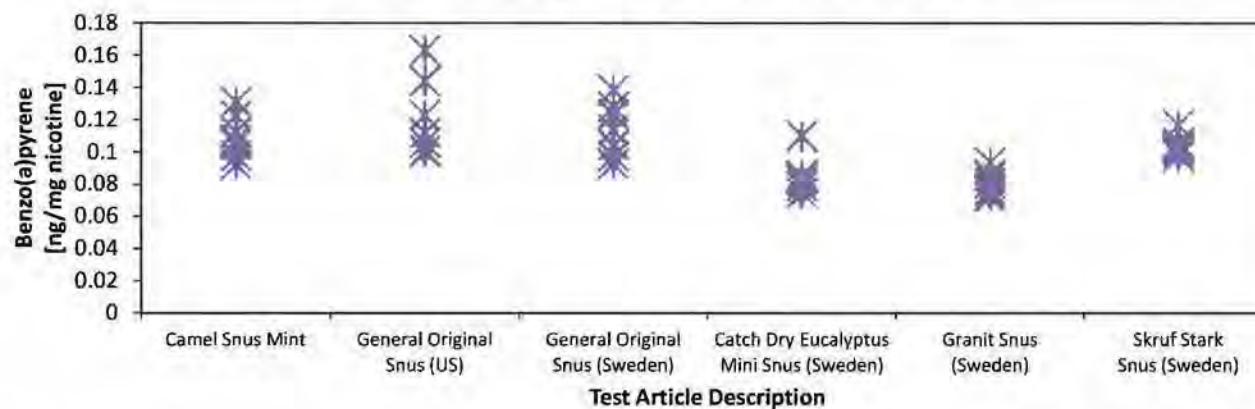 Benzo(a)pyrene
[ng/mg nicotine]
0.18
0.16
0.14
0.12
0.1
0.08
0.06
0.04
0.02
0
Camel Snus Mint
General Original
Snus (US)
General Original
Snus (Sweden)
Catch Dry Eucalyptus
Mini Snus (Sweden)
Granit Snus
(Sweden)
Skruf Stark
Snus (Sweden)
Test Article Description